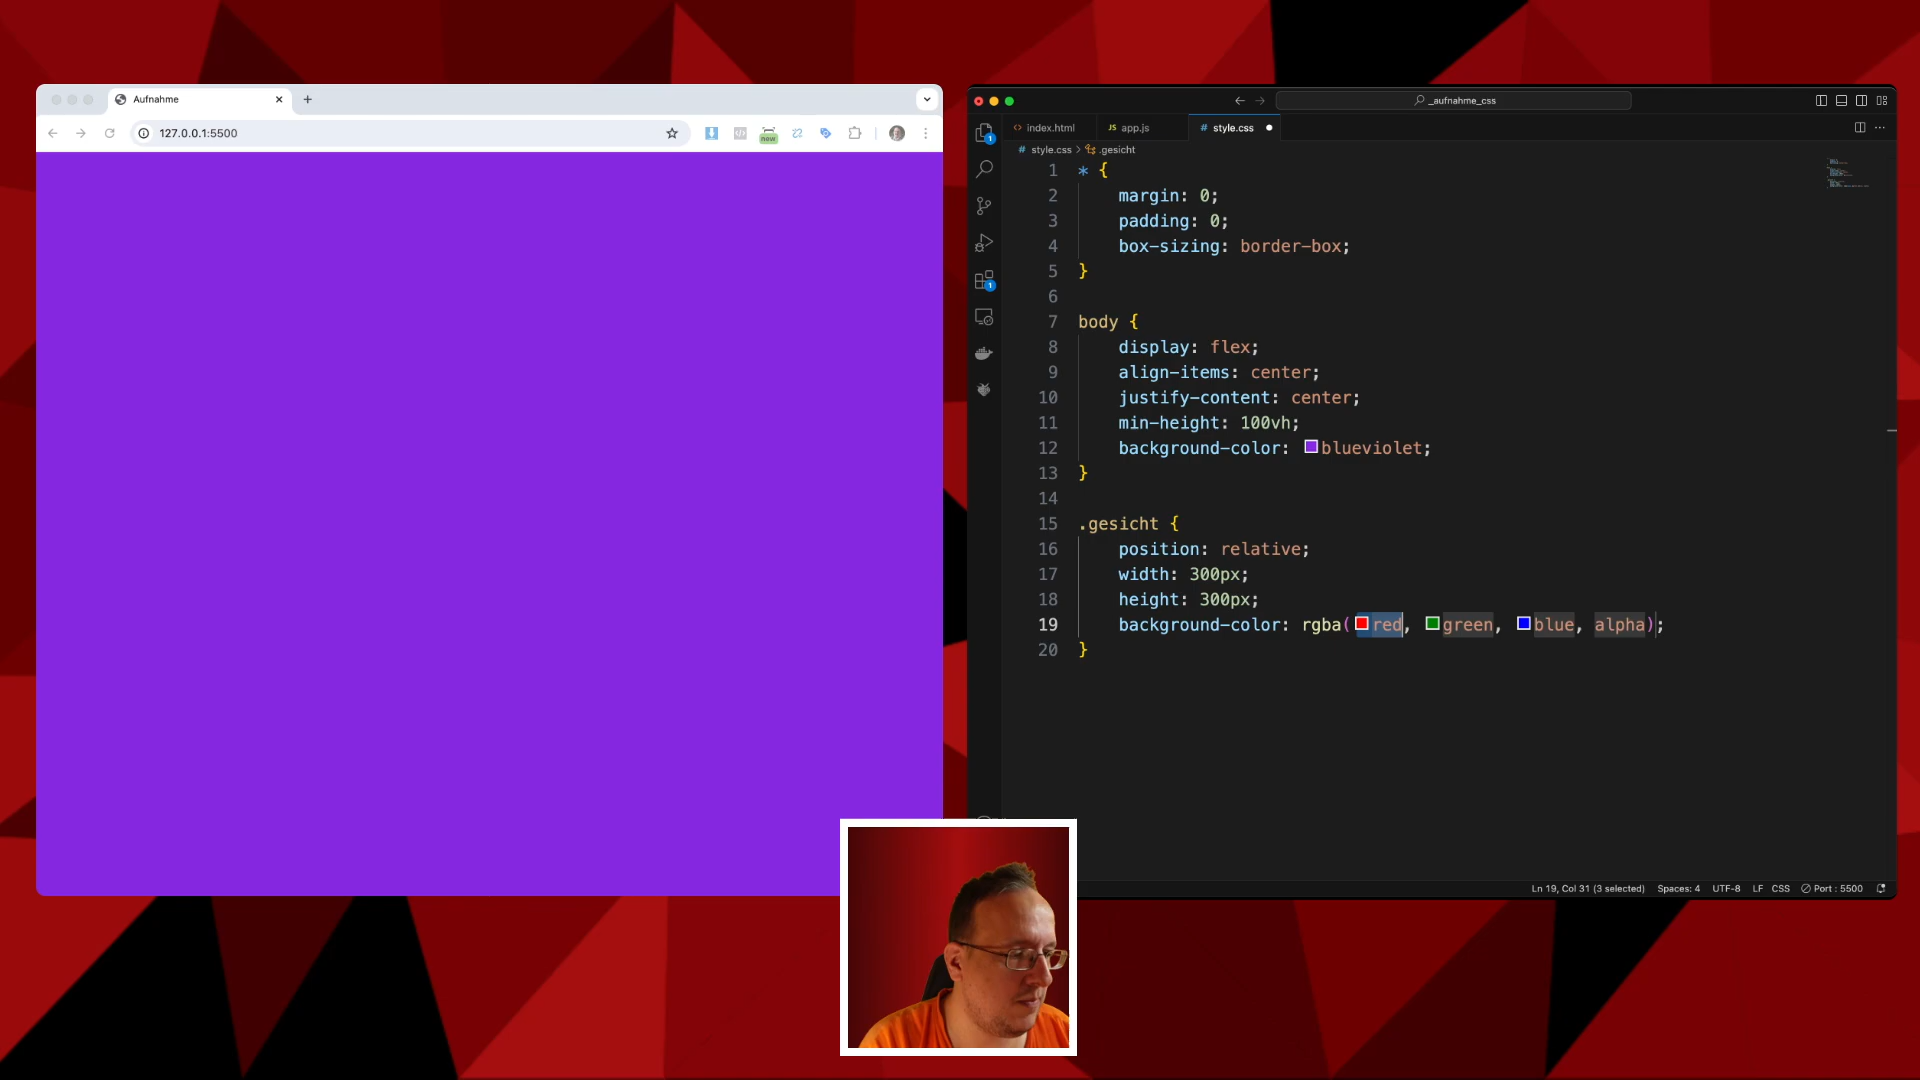 Aufnahme
127.0.0.1:5500
new
_aufnahme_css
index.html
JS app.js
# style.css
# style.css > .gesicht
1 * {
2 margin: 0;
3 padding: 0;
4 box-sizing: border-box;
5 }
6
7 body {
8 display: flex;
9 align-items: center;
10 justify-content: center;
11 min-height: 100vh;
12 background-color: blueviolet;
13 }
14
15 .gesicht {
16 position: relative;
17 width: 300px;
18 height: 300px;
19 background-color: rgba(red, green, blue, alpha);
20 }
1
1
Ln 19, Col 31 (3 selected) Spaces: 4 UTF-8 LF CSS Port : 5500